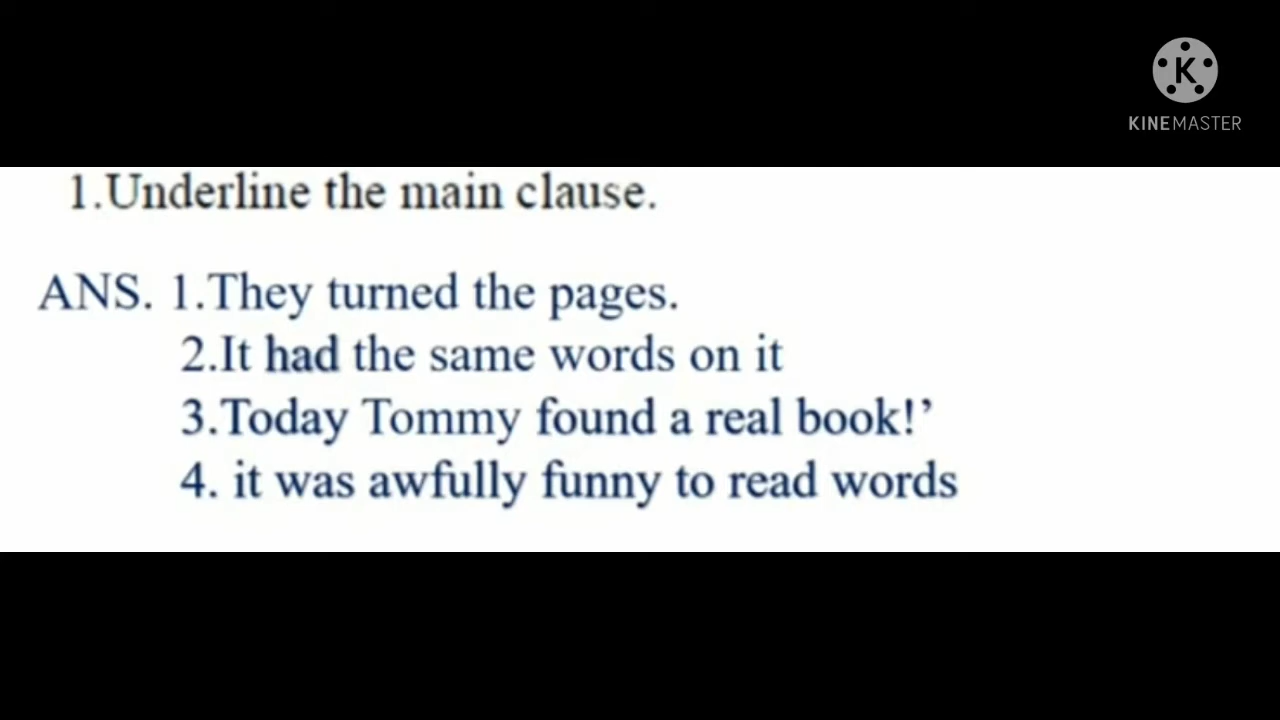 K
KINEMASTER
1.Underline the main clause.
ANS. 1.They turned the pages.
2.It had the same words on it
3.Today Tommy found a real book!’
4. it was awfully funny to read words